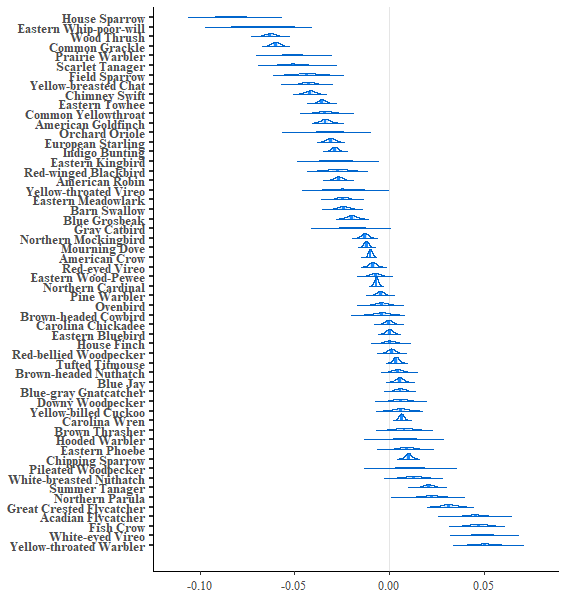 House Sparrow
Eastern Whip-poor-will
Wood Thrush
Common Grackle
Prairie Warbler
Scarlet Tanager
Field Sparrow
Yellow-breasted Chat
Chimney Swift
Eastern Towhee
Common Yellowthroat
American Goldfinch
Orchard Oriole
European Starling
Indigo Bunting
Eastern Kingbird
Red-winged Blackbird
American Robin
Yellow-throated Vireo
Eastern Meadowlark
Barn Swallow
Blue Grosbeak
Gray Catbird
Northern Mockingbird
Mourning Dove
American Crow
Red-eyed Vireo
Eastern Wood-Pewee
Northern Cardinal
Pine Warbler
Ovenbird
Brown-headed Cowbird
Carolina Chickadee
Eastern Bluebird
House Finch
Red-bellied Woodpecker
Tufted Titmouse
Brown-headed Nuthatch
Blue Jay
Blue-gray Gnatcatcher
Downy Woodpecker
Yellow-billed Cuckoo
Carolina Wren
Brown Thrasher
Hooded Warbler
Eastern Phoebe
Chipping Sparrow
Pileated Woodpecker
White-breasted Nuthatch
Summer Tanager
Northern Parula
Great Crested Flycatcher
Acadian Flycatcher
Fish Crow
White-eyed Vireo
Yellow-throated Warbler
-0.10 -0.05 0.00 0.05